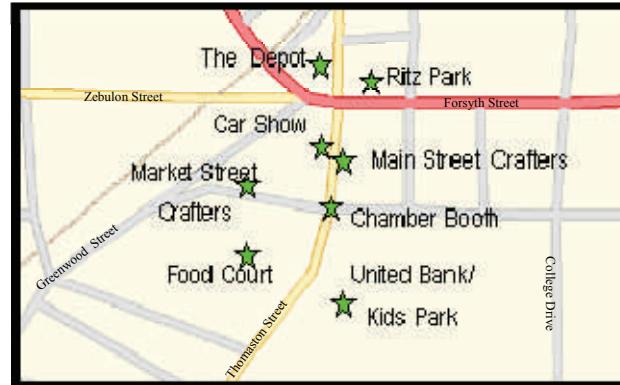 The Depot
Ritz Park
Zebulon Street
Forsyth Street
Car Show
Main Street Crafters
Market Street
Crafters
Chamber Booth
Greenwood Street
Food Court
United Bank/
Kids Park
College Drive
Thomaston Street